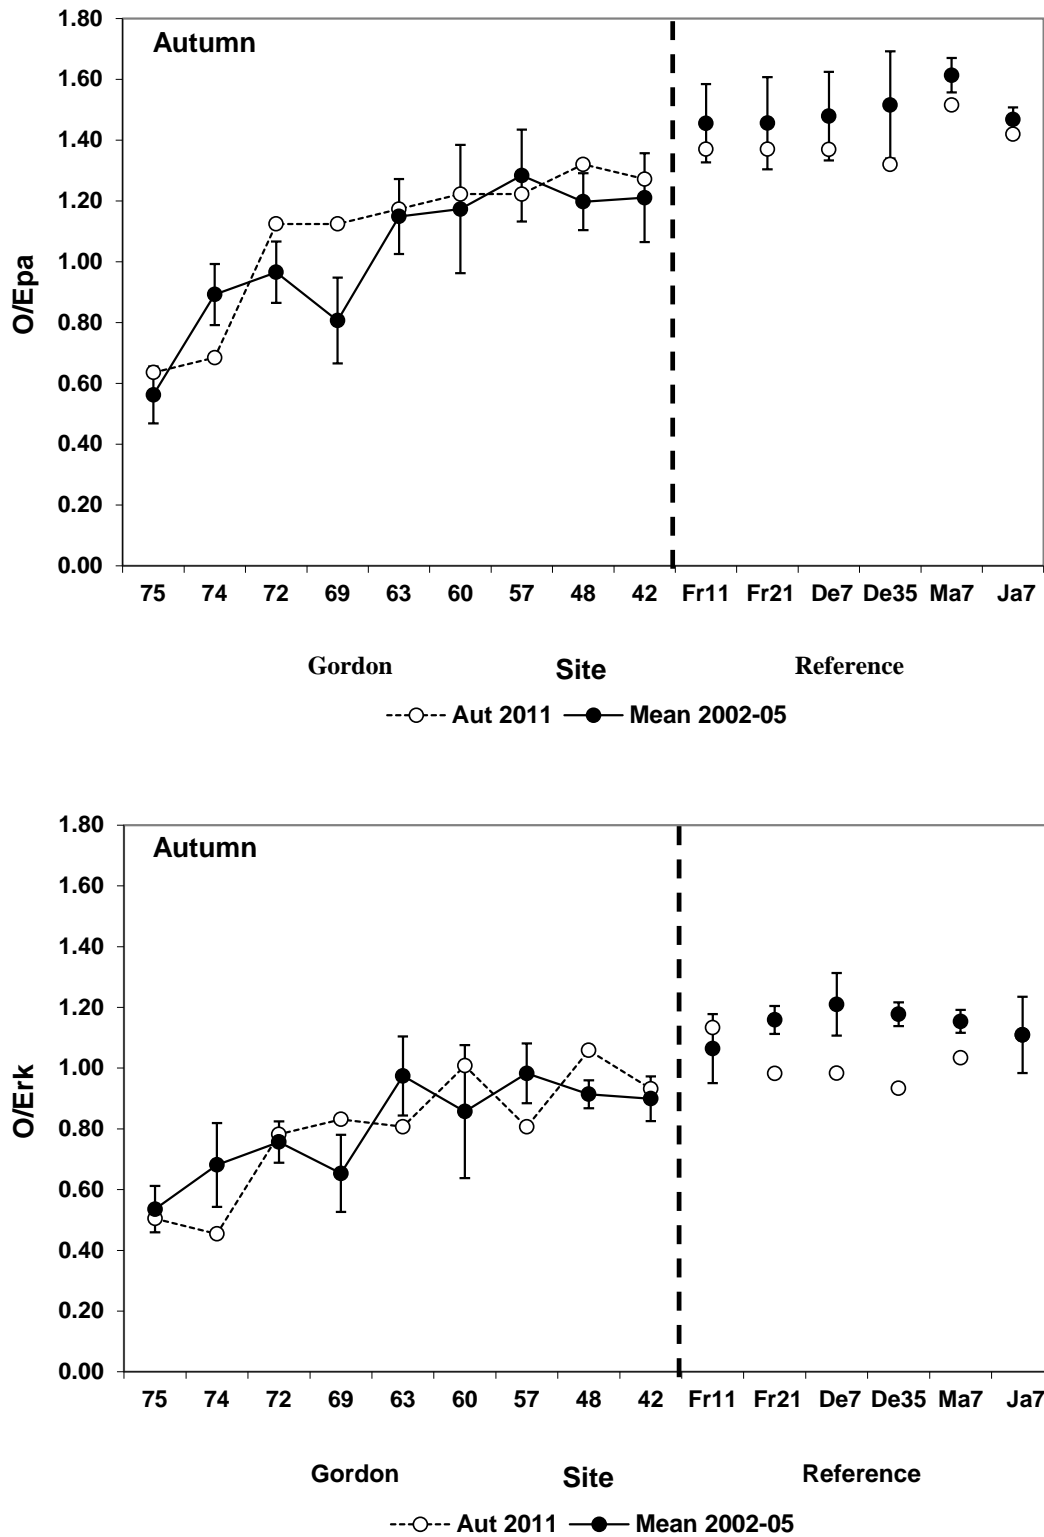 1.80
Autumn
1.60
1.40
1.20
1.00
0.80
0.60
0.40
0.20
0.00
O/Epa
75 74 72 69 63 60 57 48 42 Fr11 Fr21 De7 De35 Ma7 Ja7
Gordon Site Reference
Aut 2011 Mean 2002-05
1.80
Autumn
1.60
1.40
1.20
1.00
0.80
0.60
0.40
0.20
0.00
O/Erk
75 74 72 69 63 60 57 48 42 Fr11 Fr21 De7 De35 Ma7 Ja7
Gordon Site Reference
Aut 2011 Mean 2002-05